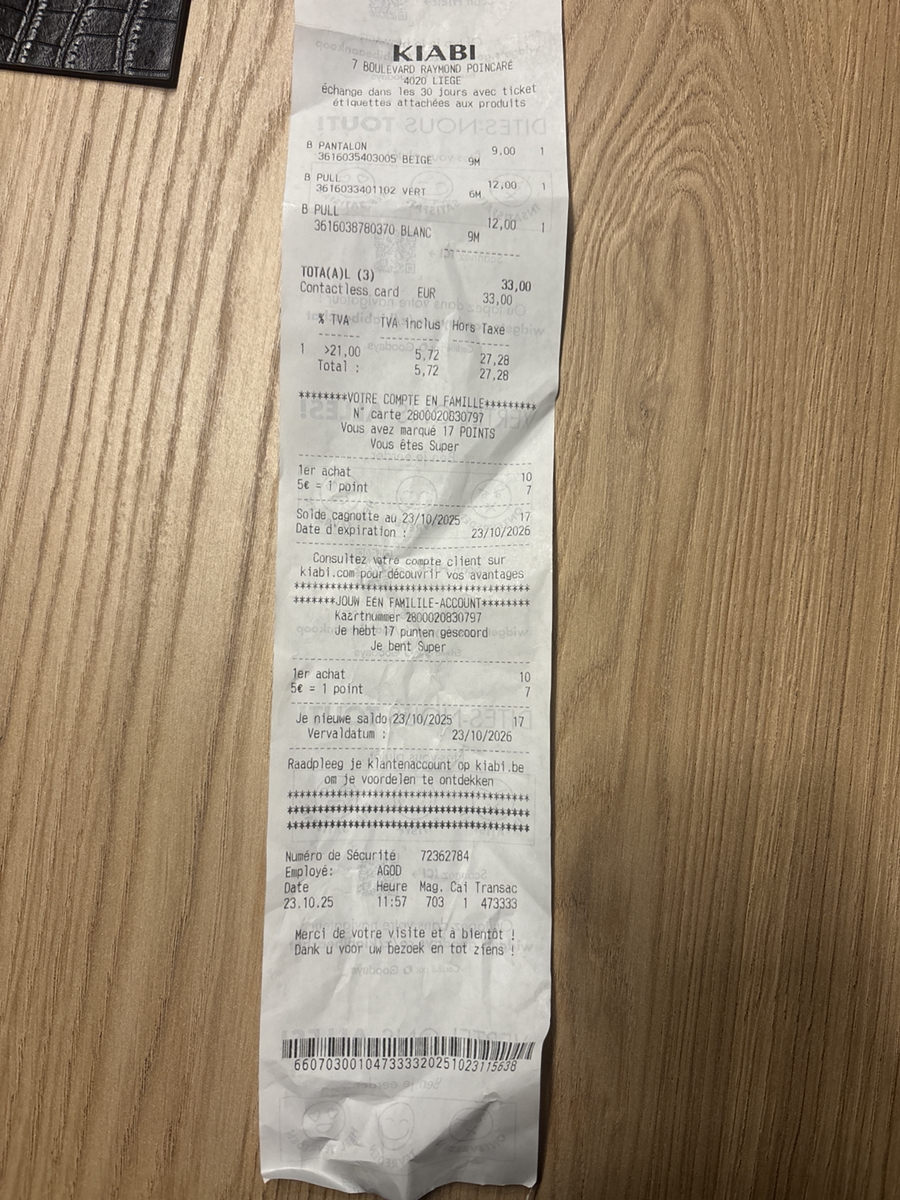 KIABI
7 BOULEVARD RAYMOND POINCARÉ
4020 LIEGE
échange dans les 30 jours avec ticket
étiquettes attachées aux produits
B PANTALON 9.00 1
3616035403005 BEIGE 9M
B PULL 12,00 1
3616033401102 VERT 6M
B PULL 12,00 1
3616038780370 BLANC 9M
TOTA(A)L (3) 33,00
Contactless card EUR 33,00
% TVA TVA inclus Hors Taxe
1 >21,00 5,72 27,28
Total : 5,72 27,28
********VOTRE COMPTE EN FAMILLE*********
N° carte 2800020830797
Vous avez marqué 17 POINTS
Vous êtes Super
1er achat 10
5€ = 1 point 7
Solde cagnotte au 23/10/2025 17
Date d'expiration : 23/10/2026
Consultez votre compte client sur
kiabi.com pour découvrir vos avantages
****************************************
*******JOUW EEN FAMILILE-ACCOUNT********
Kaartnummer 2800020830797
Je hebt 17 punten gescoord
Je bent Super
1er achat 10
5€ = 1 point 7
Je nieuwe saldo 23/10/2025 17
Vervaldatum : 23/10/2026
Raadpleeg je klantenaccount op kiabi.be
om je voordelen te ontdekken
****************************************
****************************************
****************************************
Numéro de Sécurité 72362784
Employé: AGOD
Date Heure Mag. Cai Transac
23.10.25 11:57 703 1 473333
Merci de votre visite et à bientôt !
Dank u voor uw bezoek en tot ziens !
660703001047333320251023115638